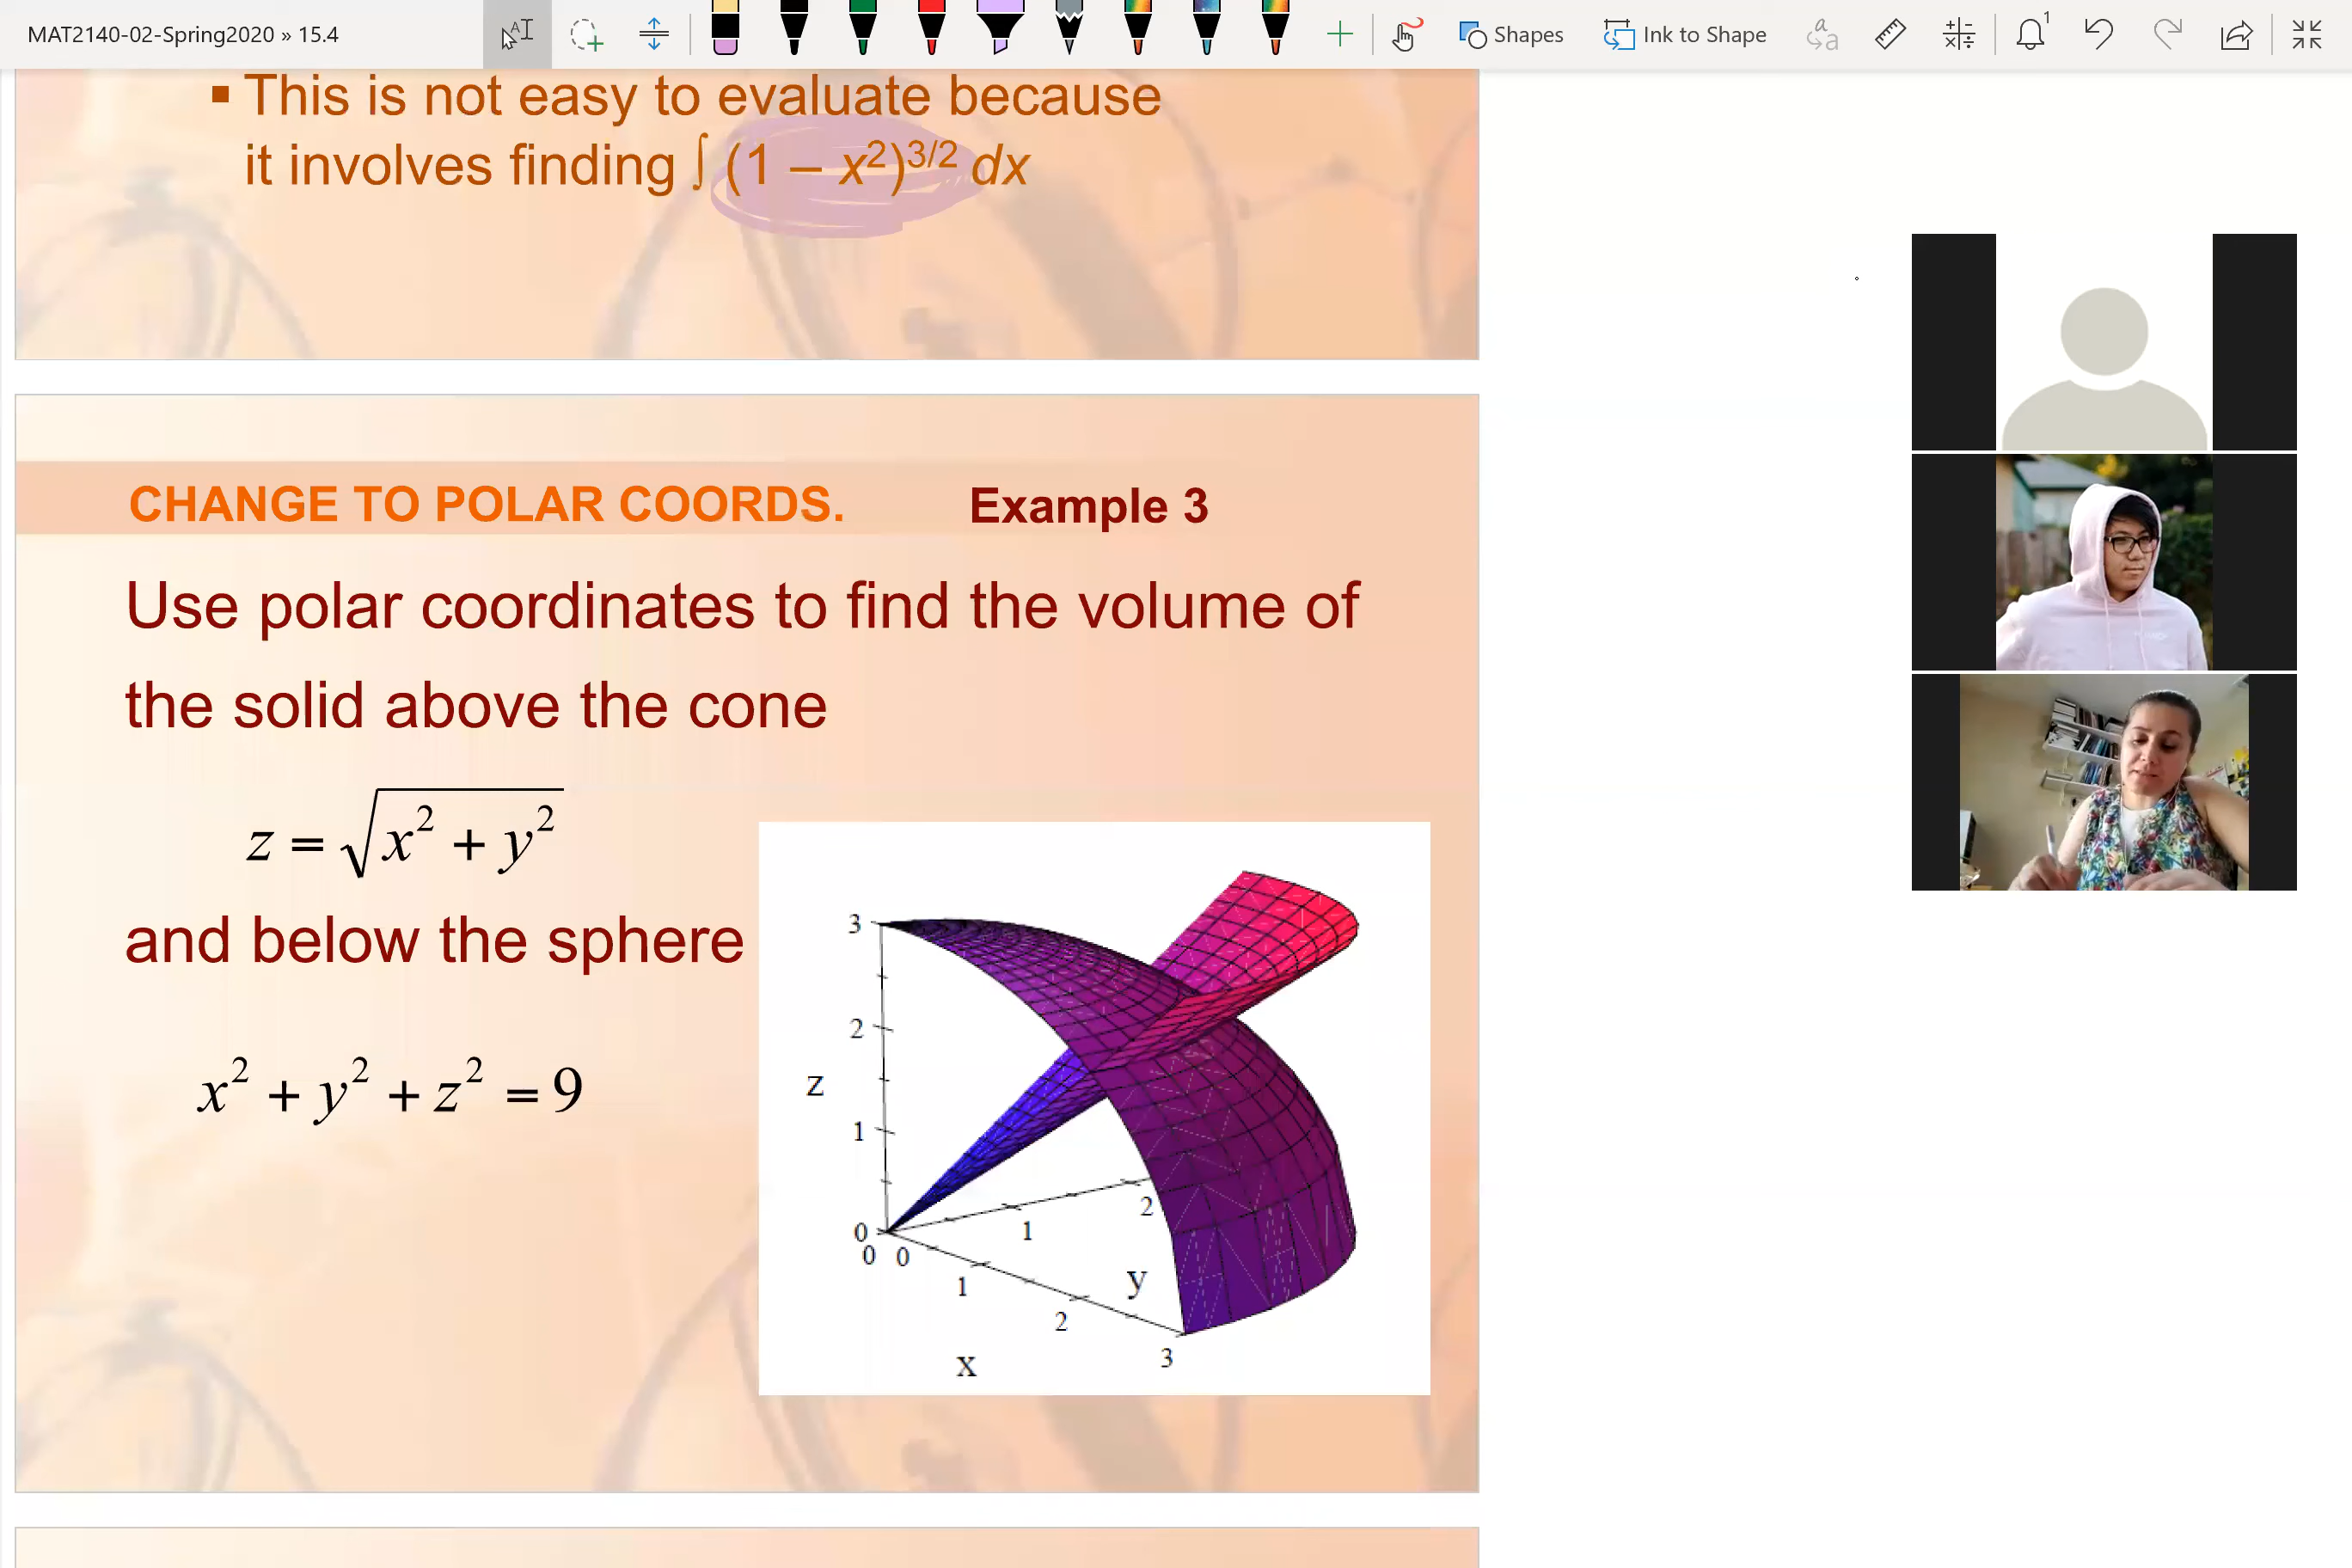 MAT2140-02-Spring2020 » 15.4
Shapes
Ink to Shape
1
▪ This is not easy to evaluate because
it involves finding ∫ (1 – x²)^3/2 dx
CHANGE TO POLAR COORDS. Example 3
Use polar coordinates to find the volume of
the solid above the cone
z = √(x² + y²)
and below the sphere
x² + y² + z² = 9
3
2
z
1
0
0 0
1
2
1
y
2
3
x